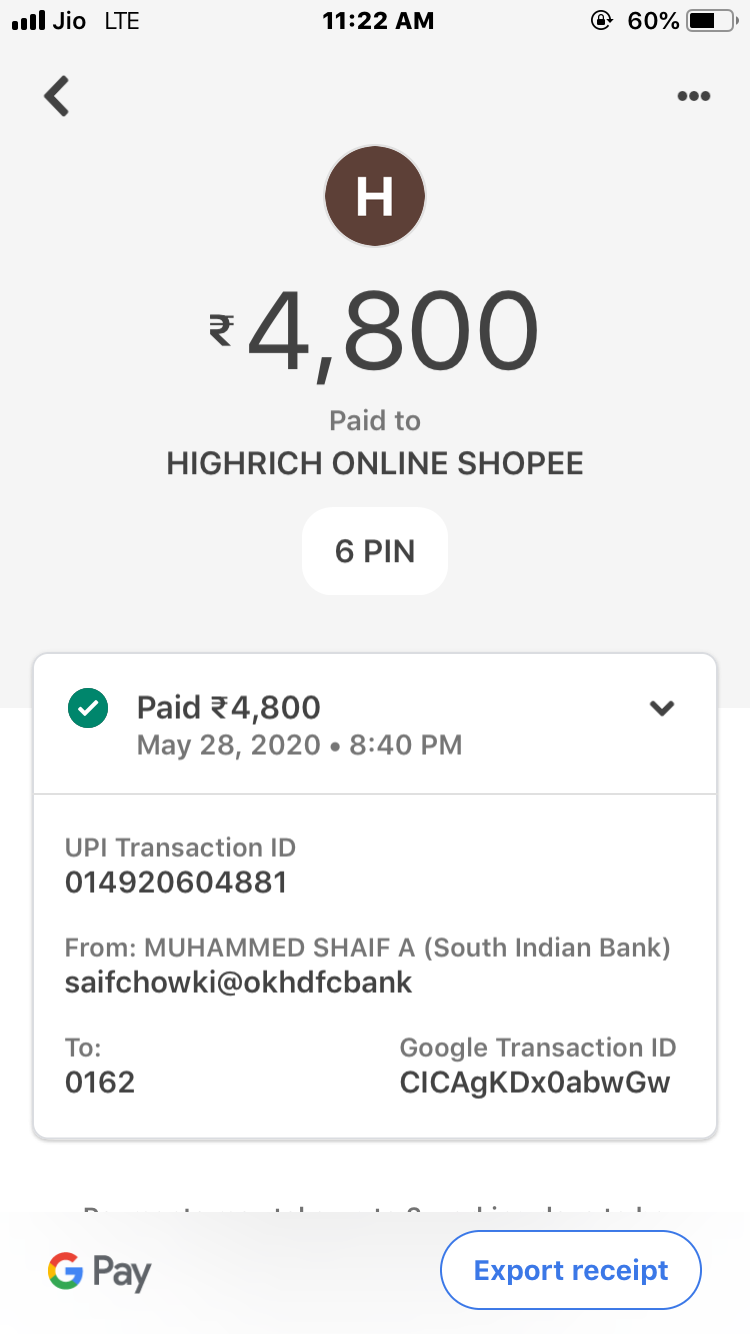 Jio LTE 11:22 AM 60%
H
₹4,800
Paid to
HIGHRICH ONLINE SHOPEE
6 PIN
Paid ₹4,800
May 28, 2020 • 8:40 PM
UPI Transaction ID
014920604881
From: MUHAMMED SHAIF A (South Indian Bank)
saifchowki@okhdfcbank
To: Google Transaction ID
0162 CICAgKDx0abwGw
G Pay Export receipt